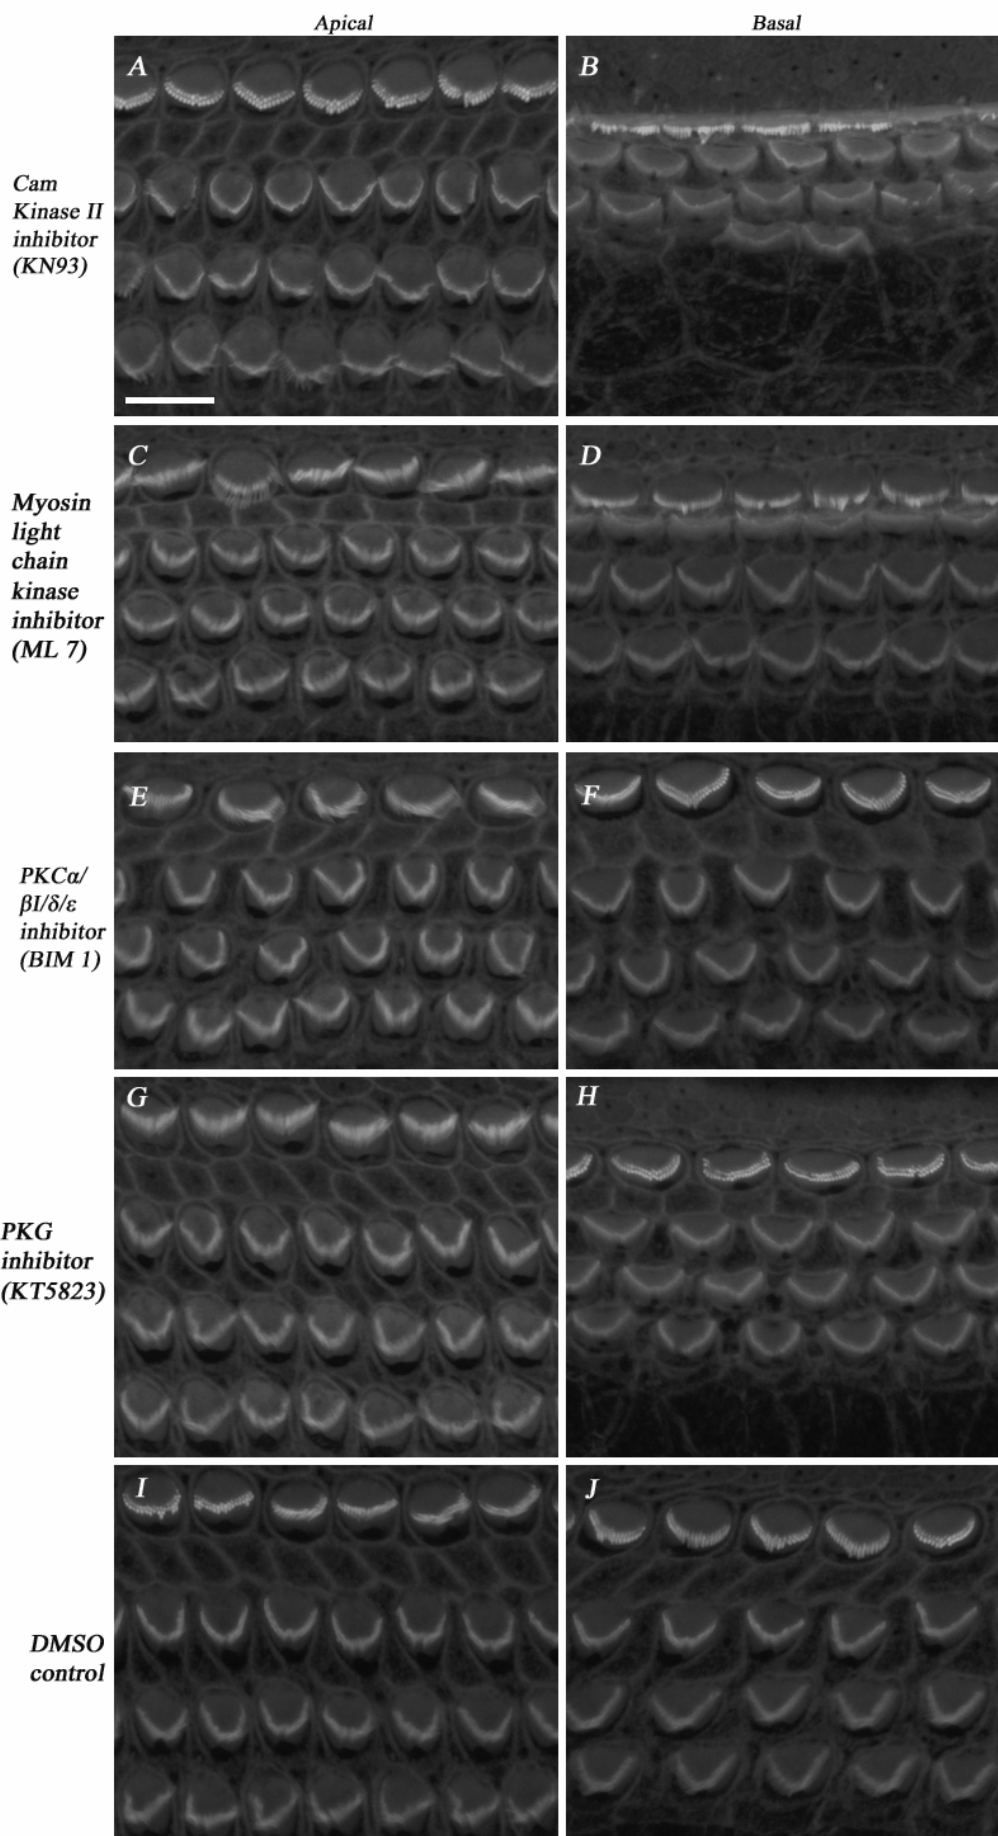 Apical
Basal
A
B
Cam
Kinase II
inhibitor
(KN93)
C
D
Myosin
light
chain
kinase
inhibitor
(ML 7)
E
F
PKCα/
βI/δ/ε
inhibitor
(BIM 1)
G
H
PKG
inhibitor
(KT5823)
I
J
DMSO
control